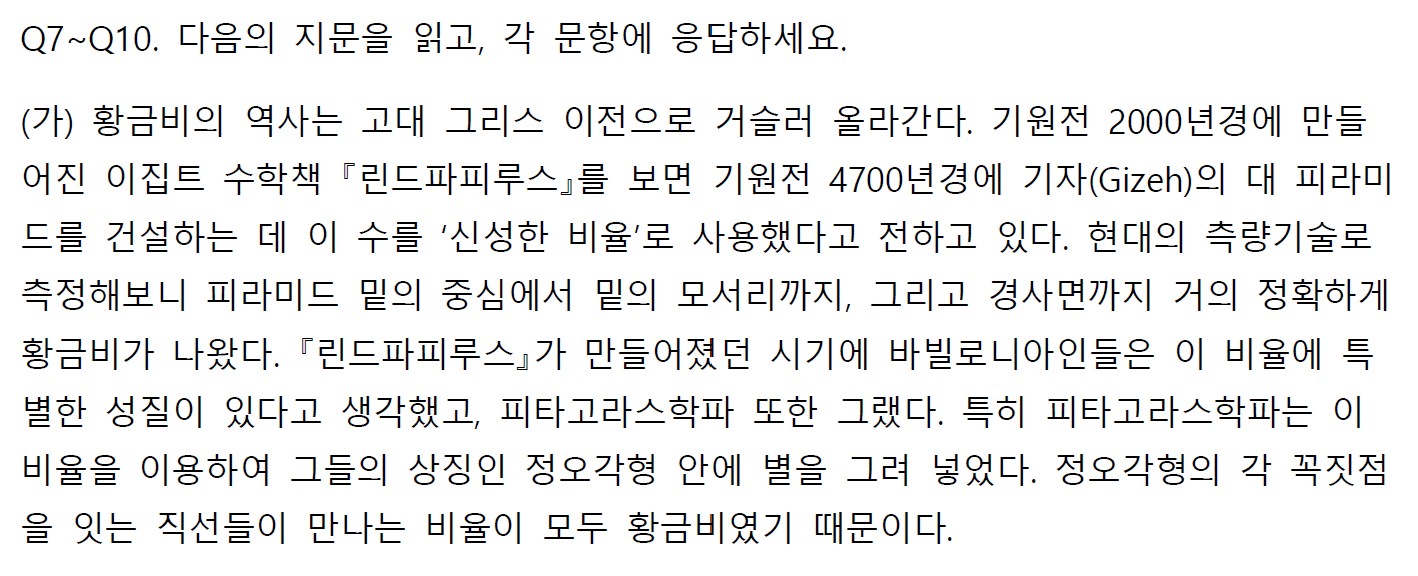 Q7~Q10. 다음의 지문을 읽고, 각 문항에 응답하세요.
(가) 황금비의 역사는 고대 그리스 이전으로 거슬러 올라간다. 기원전 2000년경에 만들
어진 이집트 수학책 『린드파피루스』를 보면 기원전 4700년경에 기자(Gizeh)의 대 피라미
드를 건설하는 데 이 수를 ‘신성한 비율’로 사용했다고 전하고 있다. 현대의 측량기술로
측정해보니 피라미드 밑의 중심에서 밑의 모서리까지, 그리고 경사면까지 거의 정확하게
황금비가 나왔다. 『린드파피루스』가 만들어졌던 시기에 바빌로니아인들은 이 비율에 특
별한 성질이 있다고 생각했고, 피타고라스학파 또한 그랬다. 특히 피타고라스학파는 이
비율을 이용하여 그들의 상징인 정오각형 안에 별을 그려 넣었다. 정오각형의 각 꼭짓점
을 잇는 직선들이 만나는 비율이 모두 황금비였기 때문이다.